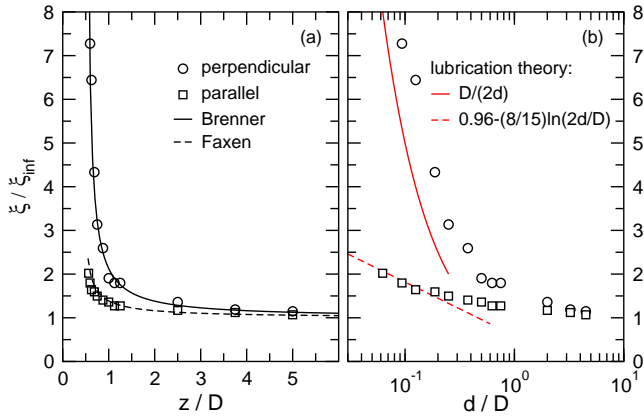 (a)
perpendicular
parallel
Brenner
Faxen
ξ / ξinf
8
7
6
5
4
3
2
1
0
0 1 2 3 4 5
z / D
(b)
lubrication theory:
D/(2d)
0.96-(8/15)ln(2d/D)
8
7
6
5
4
3
2
1
0
10-1 100 101
d / D